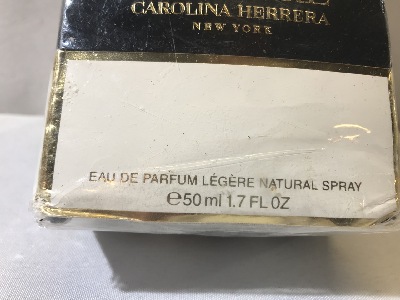 CAROLINA HERRERA
NEW YORK
EAU DE PARFUM LÉGÈRE NATURAL SPRAY
℮50 ml 1.7 FL OZ